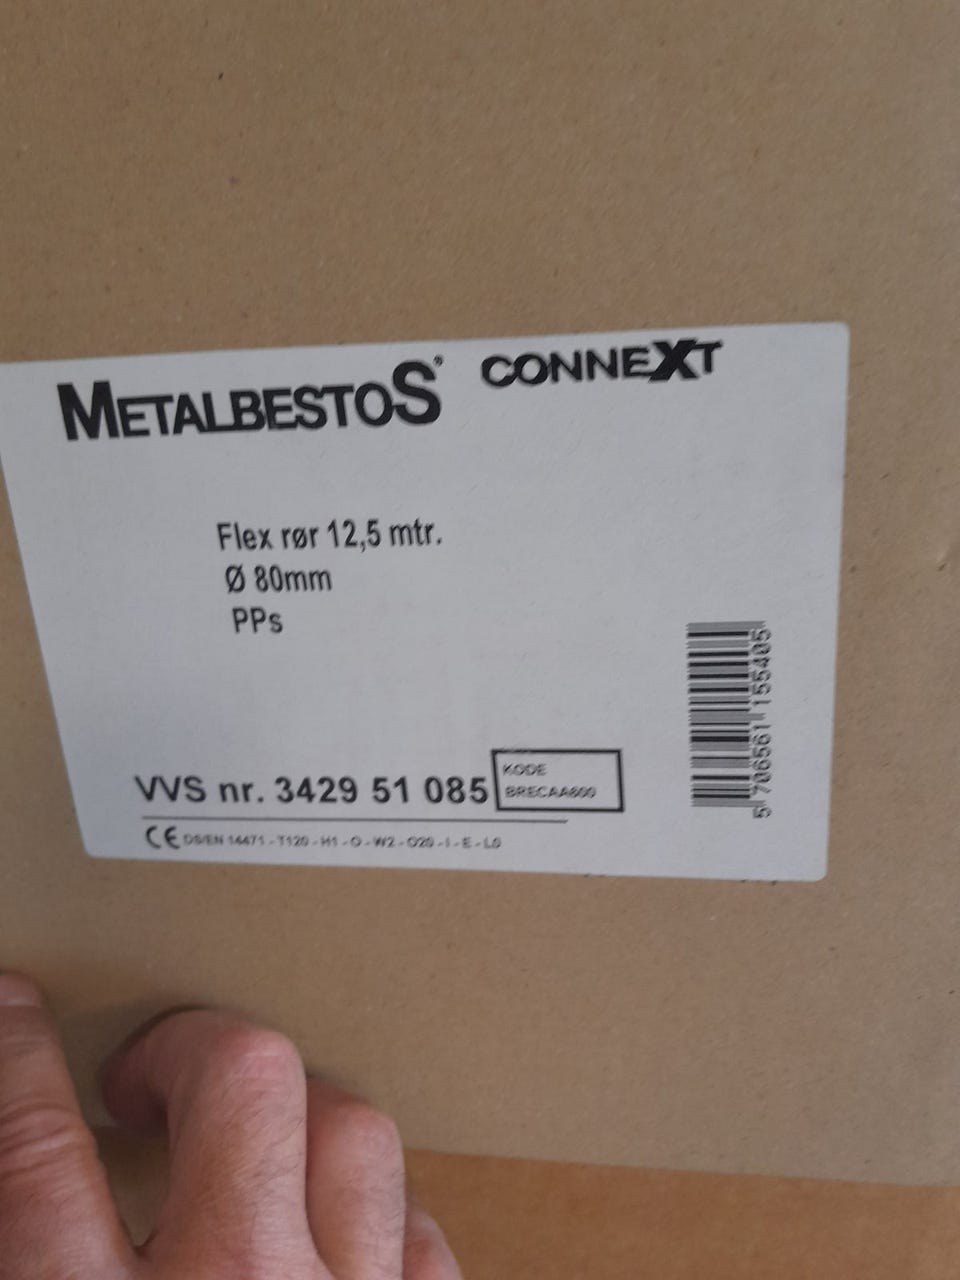 METALBESTOS® CONNEXT
Flex rør 12,5 mtr.
Ø 80mm
PPs
VVS nr. 3429 51 085
KODE
BRECAA800
CE DS/EN 14471 - T120 - H1 - O - W2 - O20 - I - E - L0
5 706561 155405